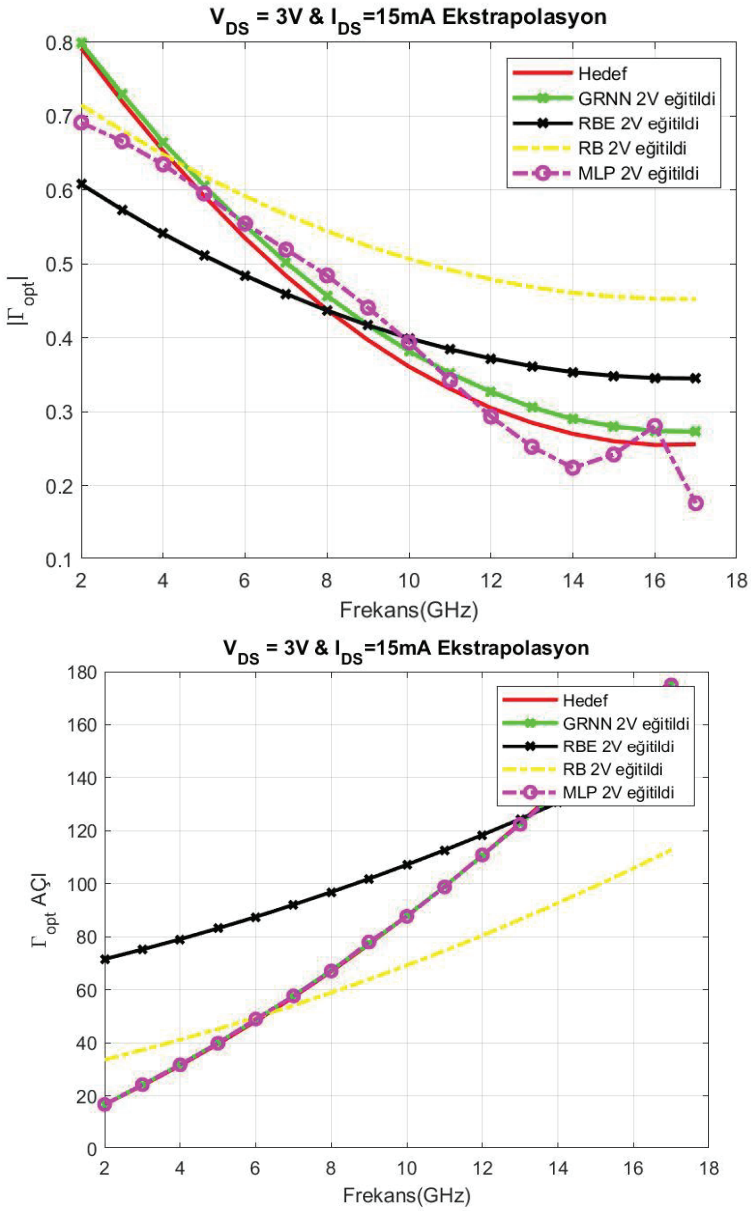 V_DS = 3V & I_DS=15mA Ekstrapolasyon
0.8
0.7
0.6
0.5
0.4
0.3
0.2
0.1
|Γ_opt|
Hedef
GRNN 2V eğitildi
RBE 2V eğitildi
RB 2V eğitildi
MLP 2V eğitildi
2 4 6 8 10 12 14 16 18
Frekans(GHz)
V_DS = 3V & I_DS=15mA Ekstrapolasyon
180
160
140
120
100
80
60
40
20
0
Γ_opt AÇI
Hedef
GRNN 2V eğitildi
RBE 2V eğitildi
RB 2V eğitildi
MLP 2V eğitildi
2 4 6 8 10 12 14 16 18
Frekans(GHz)